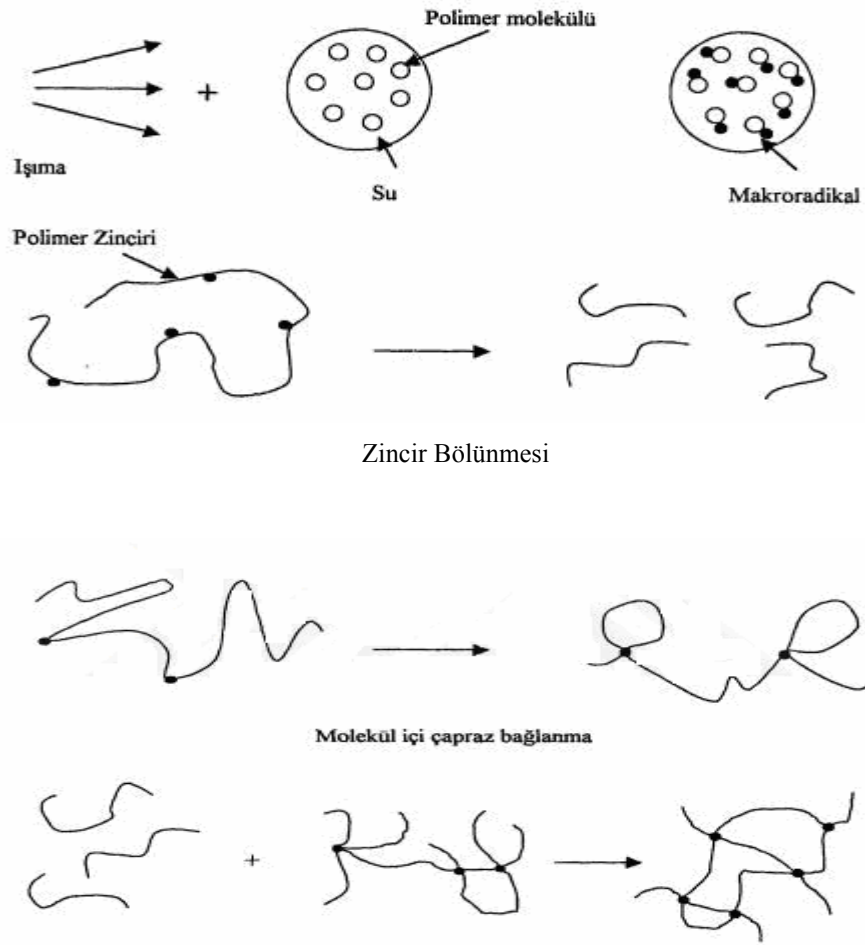 Polimer molekülü
+
Işıma
Su
Makroradikal
Polimer Zinciri
Zincir Bölünmesi
Molekül içi çapraz bağlanma
+